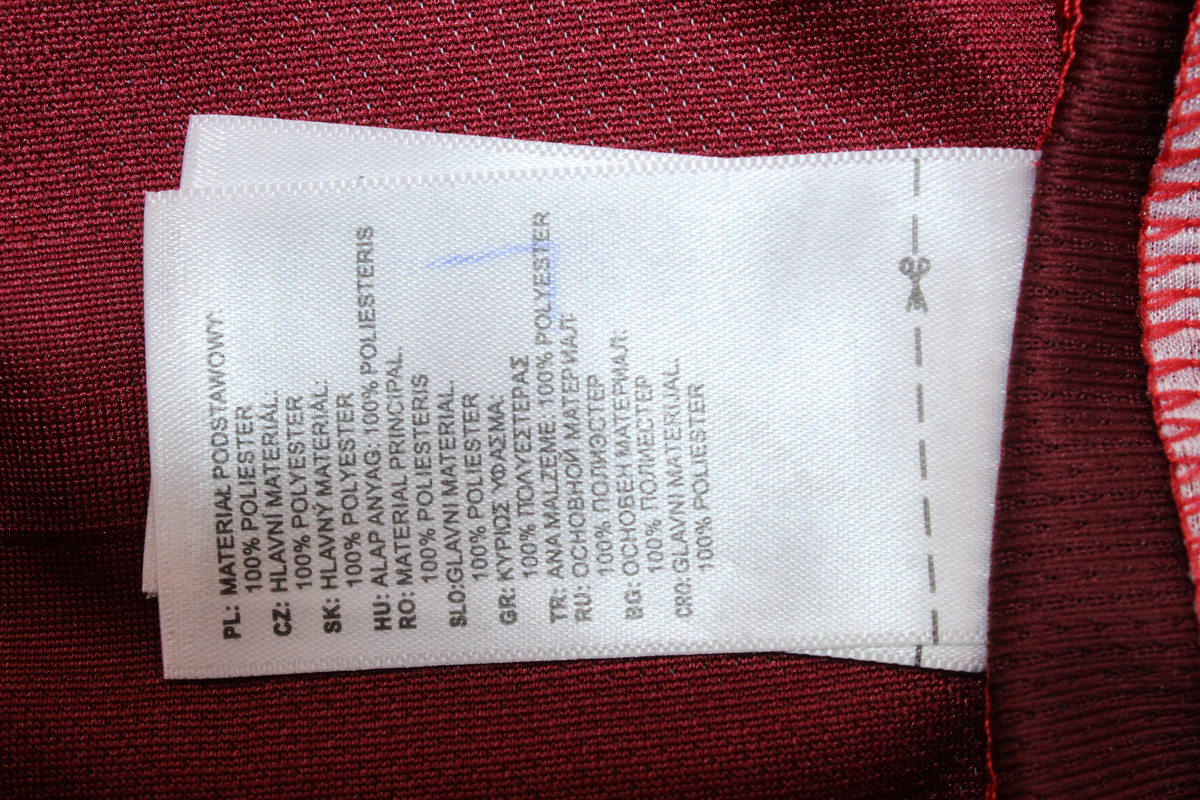 PL: MATERIAŁ PODSTAWOWY
100% POLIESTER
CZ: HLAVNÍ MATERIÁL.
100% POLYESTER
SK: HLAVNÝ MATERIÁL:
100% POLYESTER
HU: ALAP ANYAG: 100% POLIESTERIS
RO: MATERIAL PRINCIPAL.
100% POLIESTERIS
SLO:GLAVNI MATERIAL.
100% POLIESTER
GR: ΚΥΡΙΩΣ ΥΦΑΣΜΑ:
100% ΠΟΛΥΕΣΤΕΡΑΣ
TR: ANA MALZEME: 100% POLYESTER
RU: ОСНОВНОЙ МАТЕРИАЛ:
100% ПОЛИЭСТЕР
BG: ОСНОВЕН МАТЕРИАЛ:
100% ПОЛИЕСТЕР
CRO: GLAVNI MATERIJAL.
100% POLIESTER